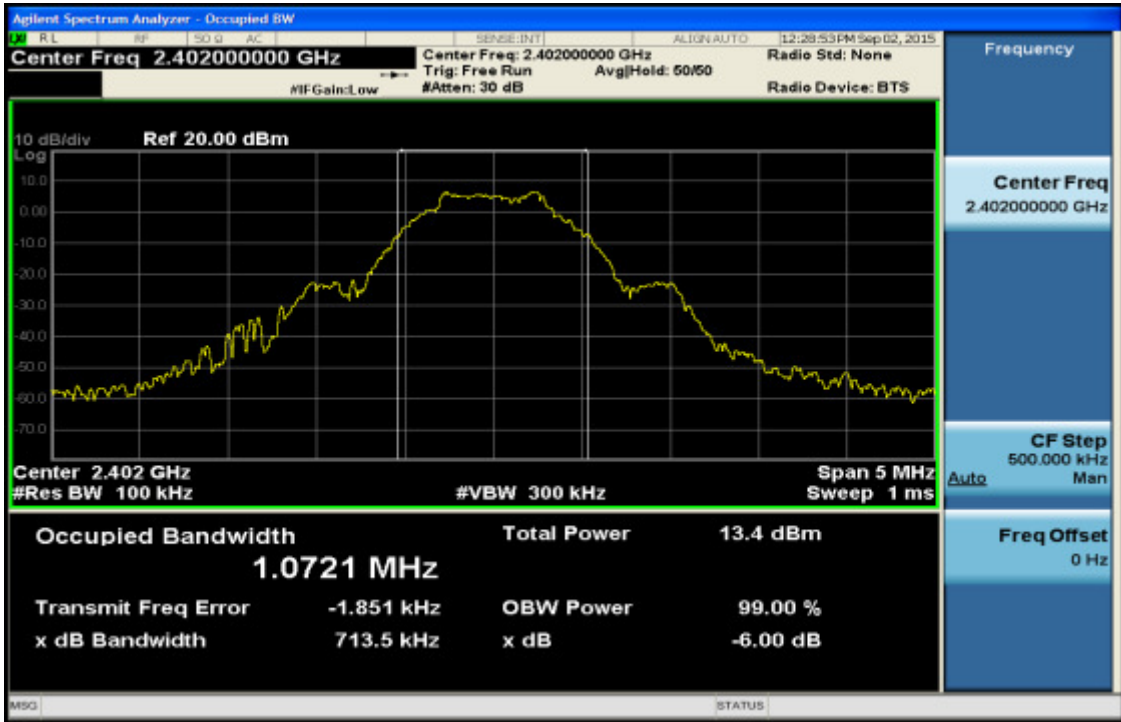 Agilent Spectrum Analyzer - Occupied BW
LXI RL RF 50 Ω AC SENSE:INT ALIGN AUTO 12:28:53 PM Sep 02, 2015
Center Freq 2.402000000 GHz
Center Freq: 2.402000000 GHz
Radio Std: None
Trig: Free Run Avg|Hold: 50/50
#IFGain:Low
#Atten: 30 dB
Radio Device: BTS
10 dB/div Ref 20.00 dBm
Log
10.0
0.00
-10.0
-20.0
-30.0
-40.0
-50.0
-60.0
-70.0
Center 2.402 GHz
Span 5 MHz
#Res BW 100 kHz
#VBW 300 kHz
Sweep 1 ms
Occupied Bandwidth
Total Power 13.4 dBm
1.0721 MHz
Transmit Freq Error -1.851 kHz
OBW Power 99.00 %
x dB Bandwidth 713.5 kHz
x dB -6.00 dB
MSG
STATUS
Frequency
Center Freq
2.402000000 GHz
CF Step
500.000 kHz
Auto Man
Freq Offset
0 Hz